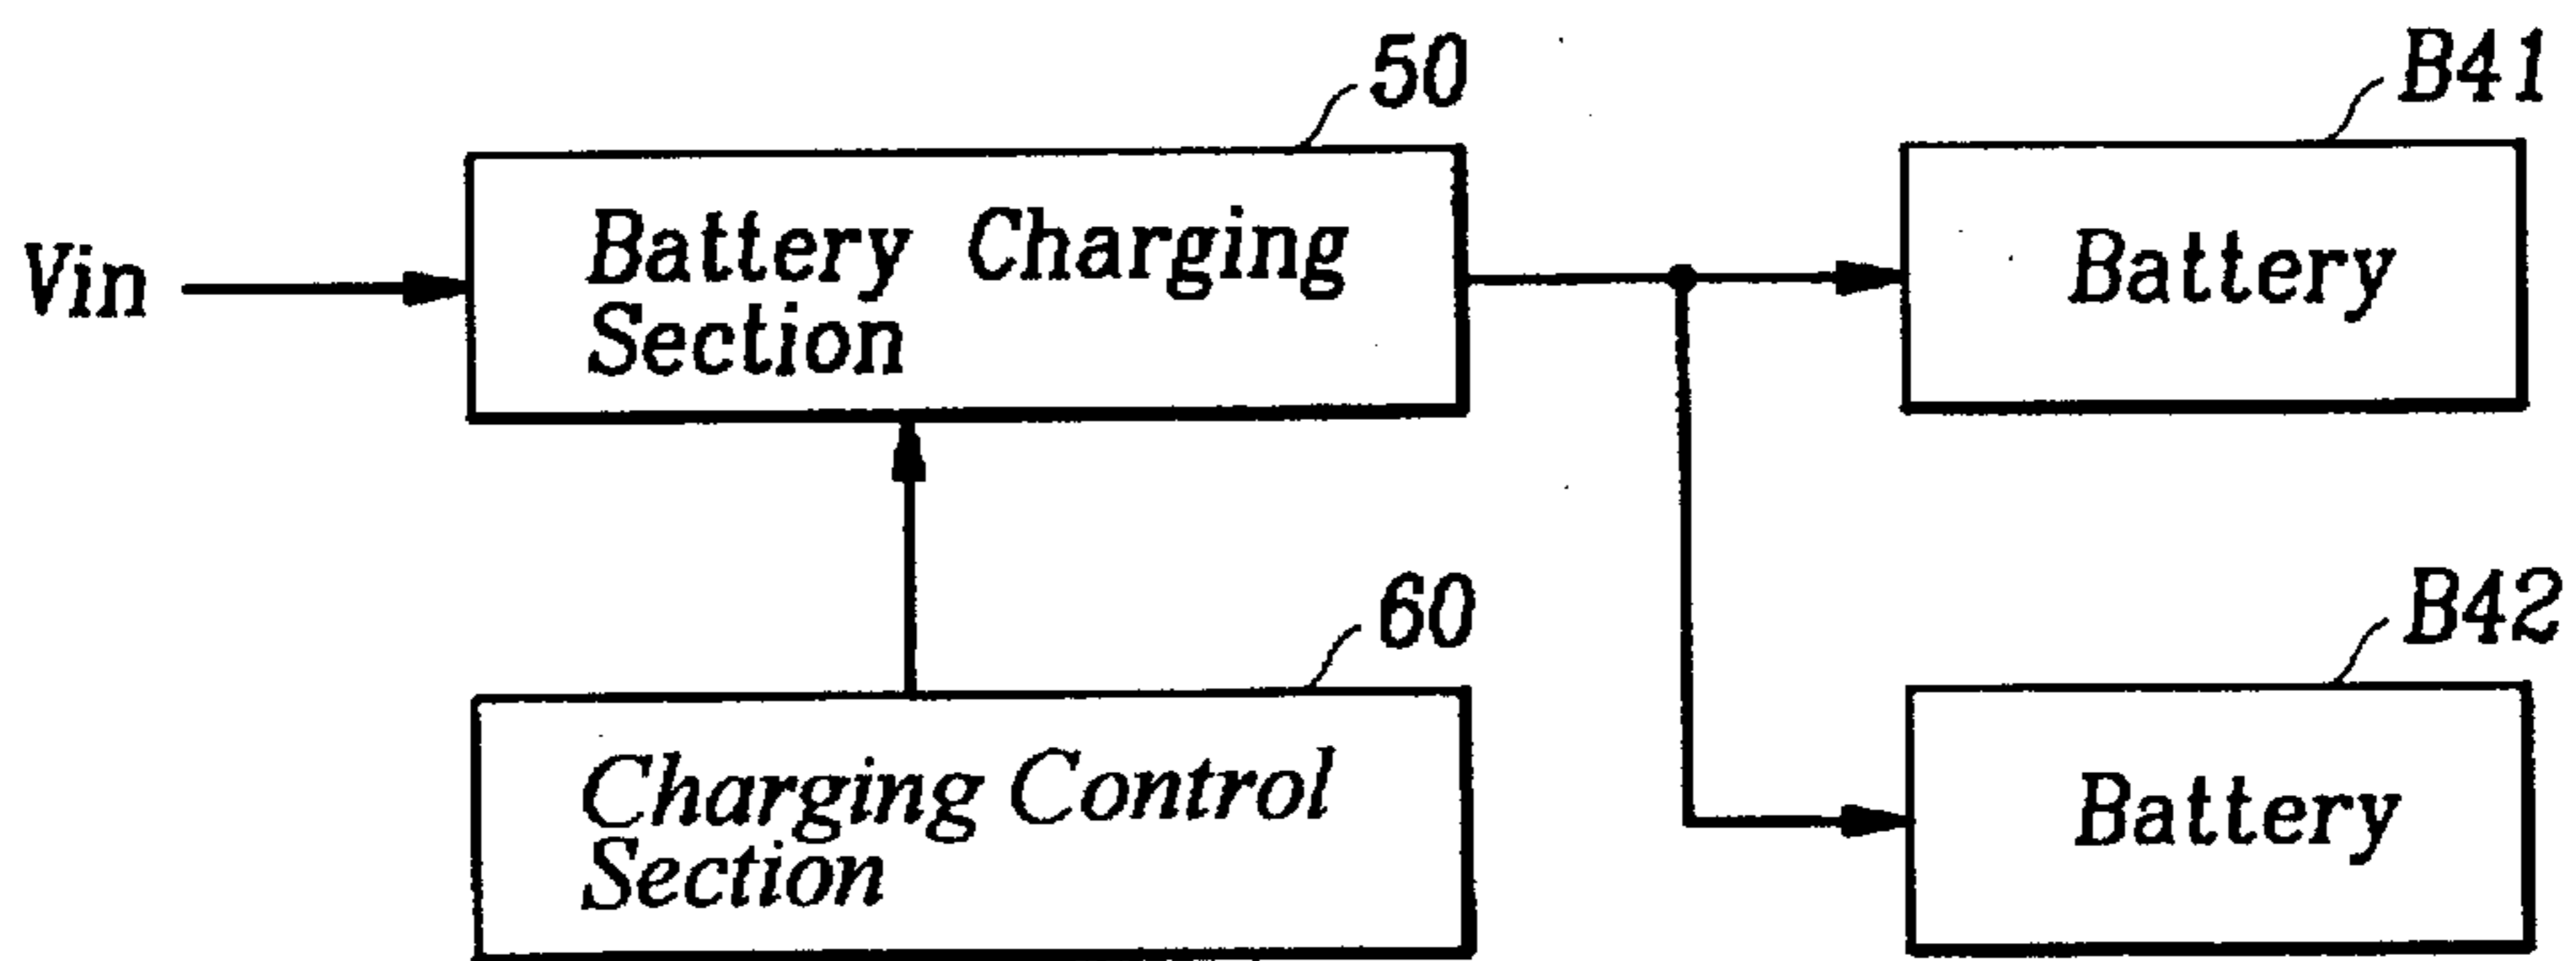 50
B41
Vin
Battery Charging
Section
Battery
60
B42
Charging Control
Section
Battery